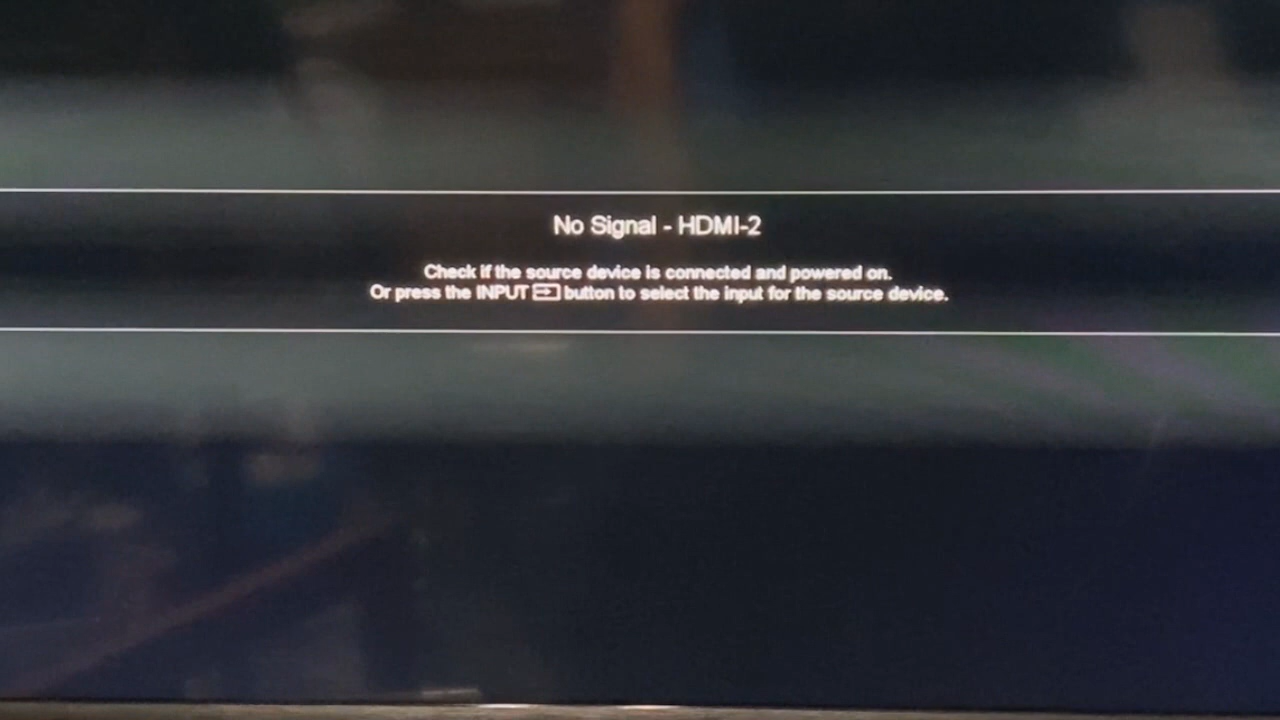 No Signal - HDMI-2
Check if the source device is connected and powered on.
Or press the INPUT button to select the input for the source device.